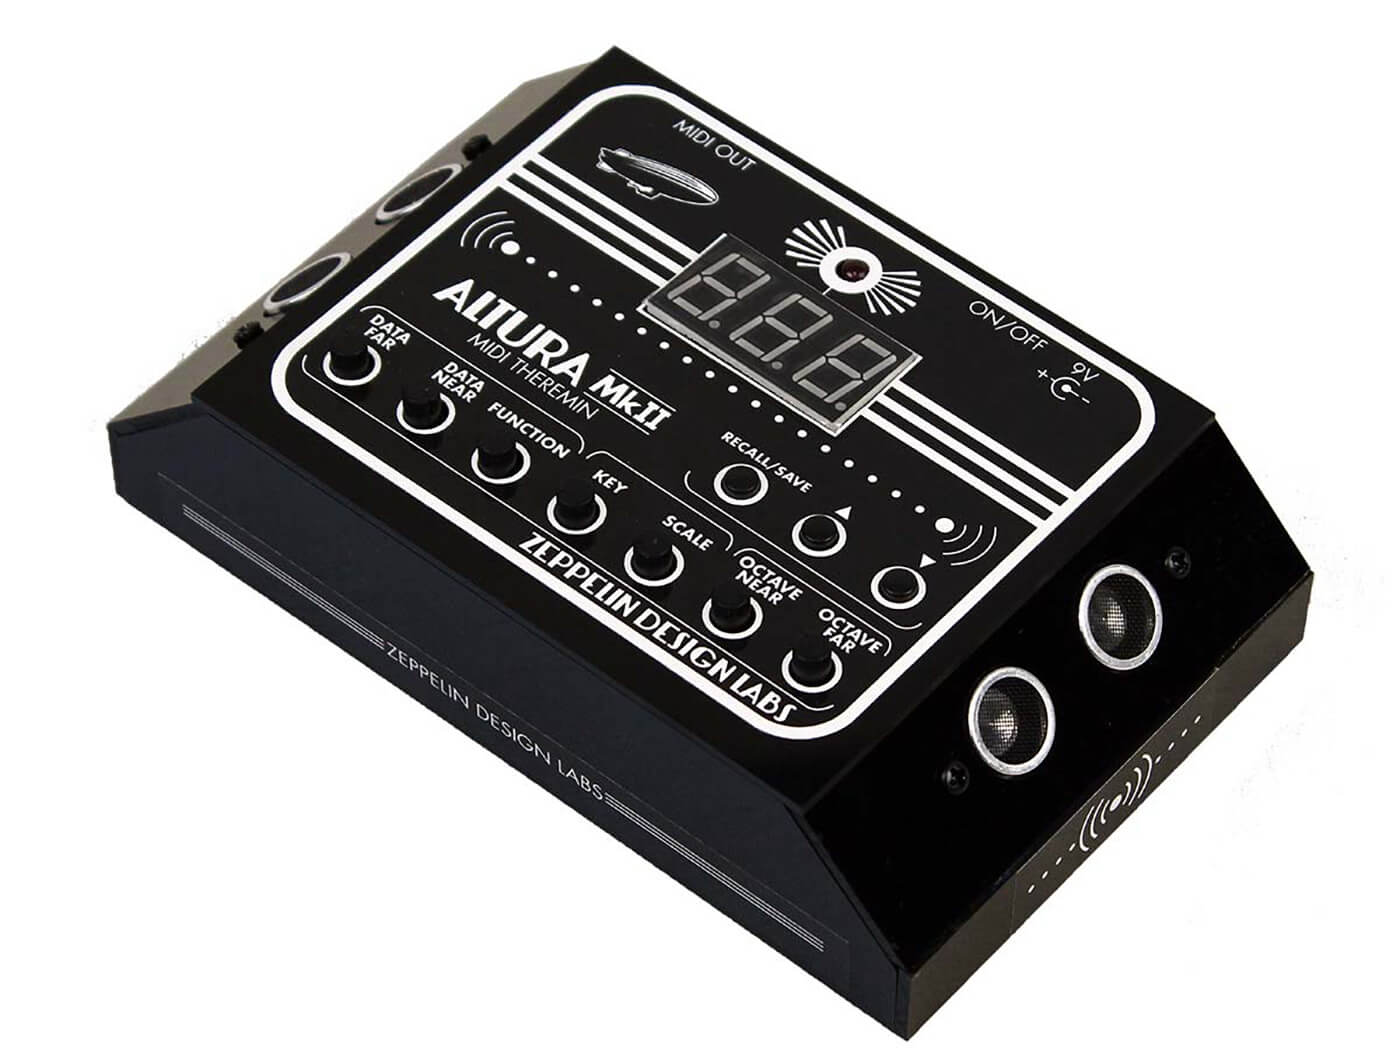 MIDI OUT
ON/OFF
9V
+ -
ALTURA MkII
MIDI THEREMIN
DATA
FAR
DATA
NEAR
FUNCTION
KEY
SCALE
OCTAVE
NEAR
OCTAVE
FAR
RECALL/SAVE
▲
▼
ZEPPELIN DESIGN LABS
ZEPPELIN DESIGN LABS